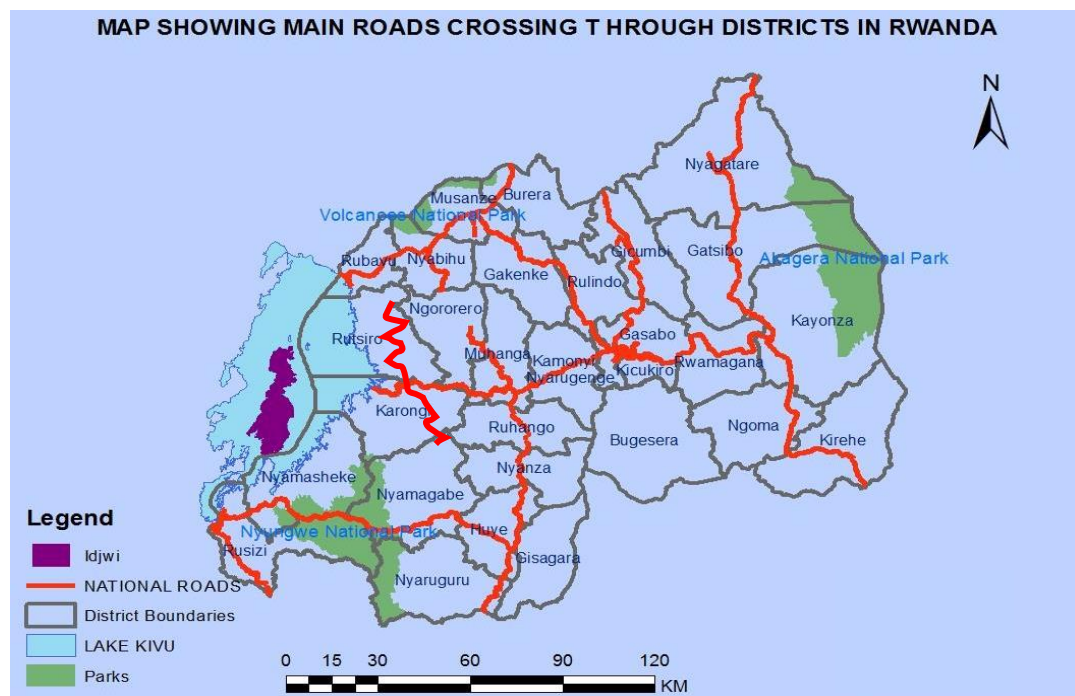 MAP SHOWING MAIN ROADS CROSSING T HROUGH DISTRICTS IN RWANDA
N
Nyagatare
Musanze
Burera
Volcanoes National Park
Gicumbi
Gatsibo
Akagera National Park
Rubavu
Nyabihu
Gakenke
Rulindo
Ngororero
Kayonza
Rutsiro
Gasabo
Muhanga
Kamonyi
Rwamagana
Nyarugenge
Kicukiro
Karongi
Ruhango
Ngoma
Bugesera
Kirehe
Nyanza
Nyamasheke
Nyamagabe
Nyungwe National Park
Huye
Rusizi
Gisagara
Nyaruguru
Legend
Idjwi
NATIONAL ROADS
District Boundaries
LAKE KIVU
Parks
0 15 30 60 90 120
KM